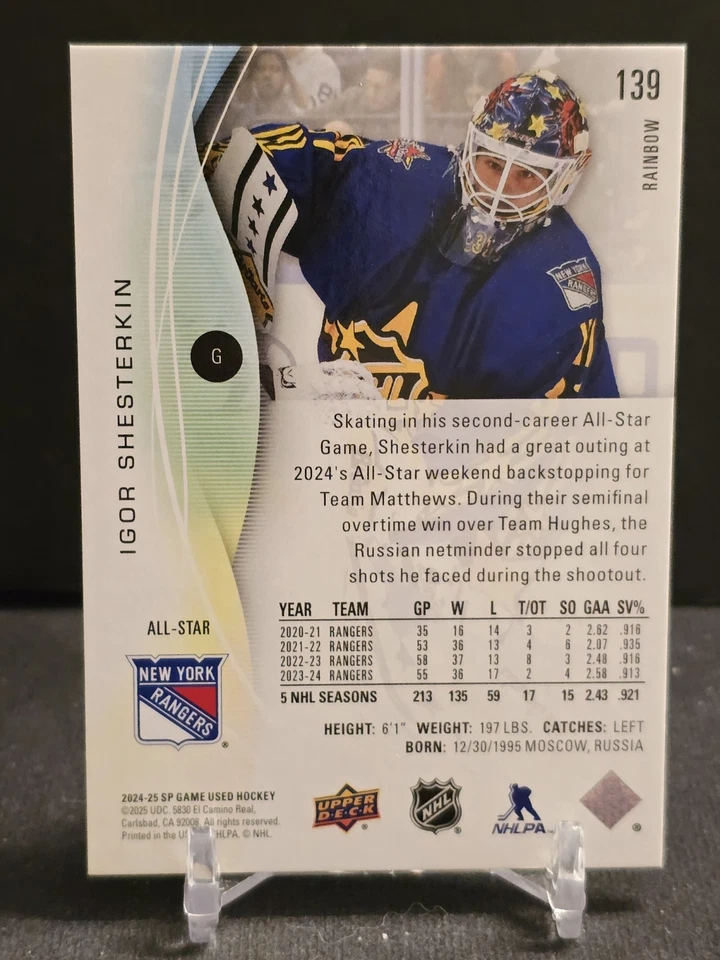 139
RAINBOW
IGOR SHESTERKIN
G
NEW YORK
RANGERS
Skating in his second-career All-Star
Game, Shesterkin had a great outing at
2024's All-Star weekend backstopping for
Team Matthews. During their semifinal
overtime win over Team Hughes, the
Russian netminder stopped all four
shots he faced during the shootout.
YEAR TEAM GP W L T/OT SO GAA SV%
2020-21 RANGERS 35 16 14 3 2 2.62 .916
2021-22 RANGERS 53 36 13 4 6 2.07 .935
2022-23 RANGERS 58 37 13 8 3 2.48 .916
2023-24 RANGERS 55 36 17 2 4 2.58 .913
5 NHL SEASONS 213 135 59 17 15 2.43 .921
HEIGHT: 6'1" WEIGHT: 197 LBS. CATCHES: LEFT
BORN: 12/30/1995 MOSCOW, RUSSIA
ALL-STAR
NEW YORK
RANGERS
®
2024-25 SP GAME USED HOCKEY
©2025 UDC. 5830 El Camino Real,
Carlsbad, CA 92008. All rights reserved.
Printed in the HLPA. © NHL.
UPPER
DECK
®
NHL
®
NHLPA
®